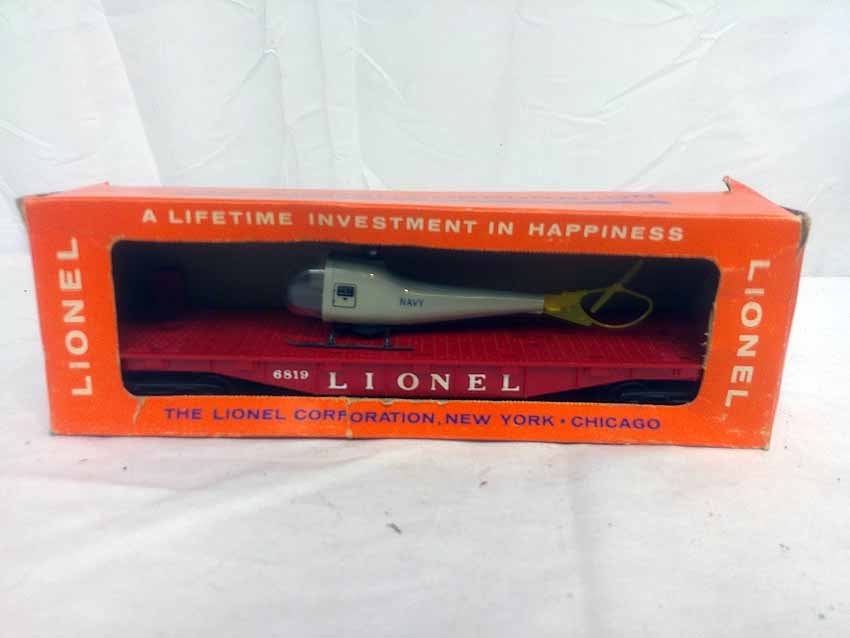 A LIFETIME INVESTMENT IN HAPPINESS
LIONEL
NAVY
6819 LIONEL
LIONEL
THE LIONEL CORPORATION, NEW YORK • CHICAGO